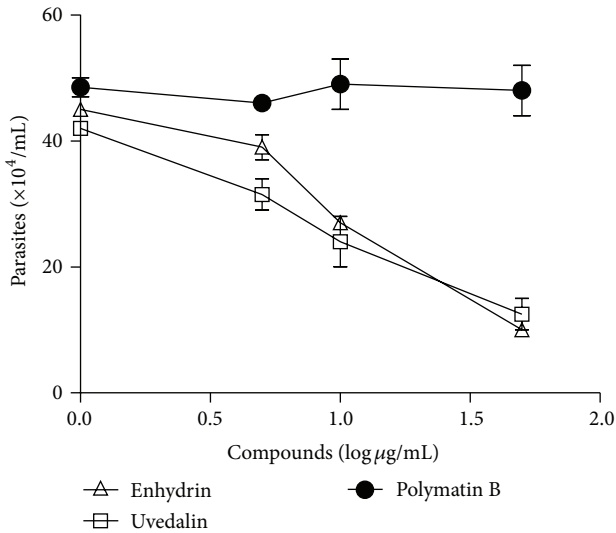 60
40
20
0
Parasites (×10⁴/mL)
0.0 0.5 1.0 1.5 2.0
Compounds (log μg/mL)
Enhydrin
Polymatin B
Uvedalin